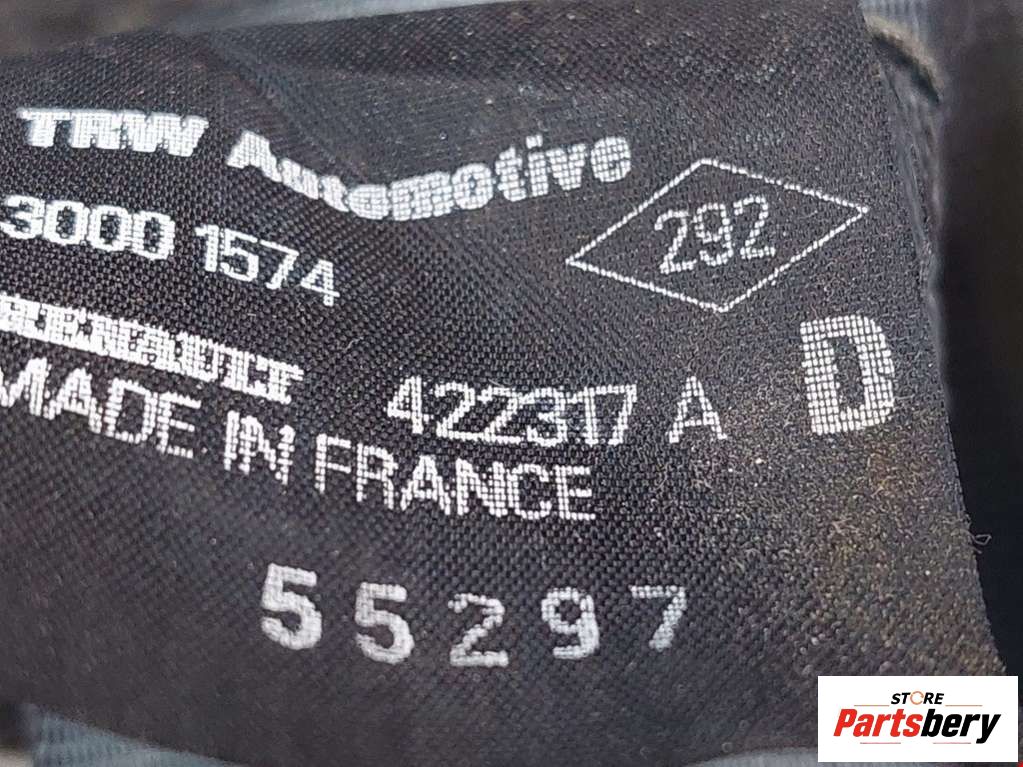 TRW Automotive
292
3000 1574
RENAULT
422317 A
D
MADE IN FRANCE
55297
STORE
Partsbery